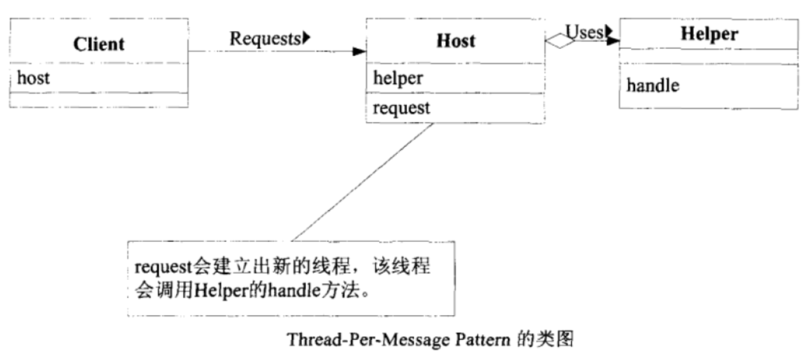 Client
Requests
Host
Uses
Helper
host
helper
handle
request
request会建立出新的线程，该线程
会调用Helper的handle方法。
Thread-Per-Message Pattern 的类图